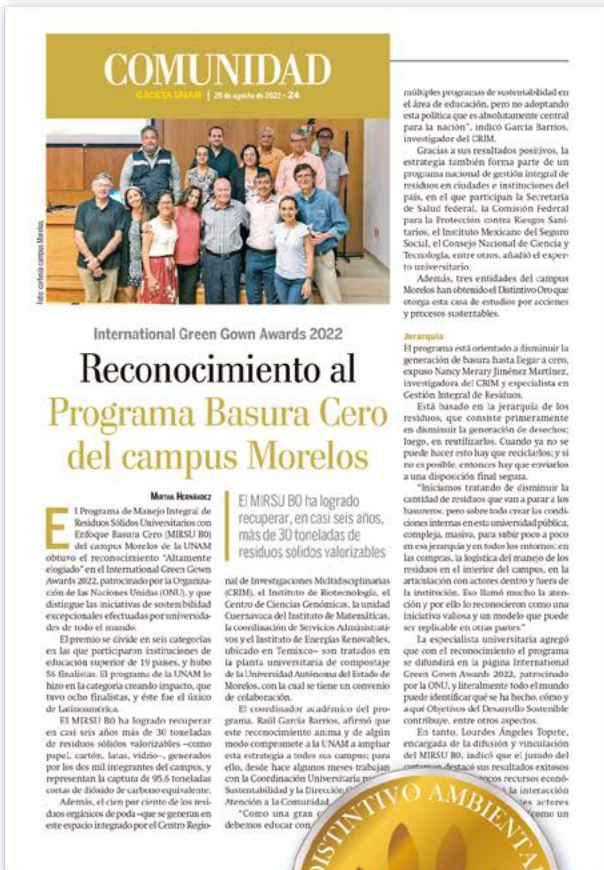 COMUNIDAD
GACETA UNAM | 29 de agosto de 2022 • 24
Foto: cortesía campus Morelos.
International Green Gown Awards 2022
Reconocimiento al
Programa Basura Cero
del campus Morelos
Mirtha Hernández
El Programa de Manejo Integral de
Residuos Sólidos Universitarios con
Enfoque Basura Cero (MIRSU B0)
del campus Morelos de la UNAM
obtuvo el reconocimiento "Altamente
elogiado" en el International Green Gown
Awards 2022, patrocinado por la Organiza-
ción de las Naciones Unidas (ONU), y que
distingue las iniciativas de sostenibilidad
excepcionales efectuadas por universida-
des de todo el mundo.
El premio se divide en seis categorías
en las que participaron instituciones de
educación superior de 19 países, y hubo
56 finalistas. El programa de la UNAM lo
hizo en la categoría creando impacto, que
tuvo ocho finalistas, y éste fue el único
de Latinoamérica.
El MIRSU B0 ha logrado recuperar
en casi seis años más de 30 toneladas
de residuos sólidos valorizables –como
papel, cartón, latas, vidrio–, generados
por los dos mil integrantes del campus, y
representan la captura de 95.6 toneladas
cortas de dióxido de carbono equivalente.
Además, el cien por ciento de los resi-
duos orgánicos de poda –que se generan en
este espacio integrado por el Centro Regio-
El MIRSU B0 ha logrado
recuperar, en casi seis años,
más de 30 toneladas de
residuos sólidos valorizables
nal de Investigaciones Multidisciplinarias
(CRIM), el Instituto de Biotecnología, el
Centro de Ciencias Genómicas, la unidad
Cuernavaca del Instituto de Matemáticas,
la coordinación de Servicios Administrati-
vos y el Instituto de Energías Renovables,
ubicado en Temixco– son tratados en
la planta universitaria de compostaje
de la Universidad Autónoma del Estado de
Morelos, con la cual se tiene un convenio
de colaboración.
El coordinador académico del pro-
grama, Raúl García Barrios, afirmó que
este reconocimiento anima y de algún
modo compromete a la UNAM a ampliar
esta estrategia a todos sus campus; para
ello, desde hace algunos meses trabajan
con la Coordinación Universitaria
Sustentabilidad y la Dirección
Atención a la Comunidad
"Como una gran
debemos educar con
múltiples programas de sustentabilidad en
el área de educación, pero no adoptando
esta política que es absolutamente central
para la nación", indicó García Barrios,
investigador del CRIM.
Gracias a sus resultados positivos, la
estrategia también forma parte de un
programa nacional de gestión integral de
residuos en ciudades e instituciones del
país, en el que participan la Secretaría
de Salud federal, la Comisión Federal
para la Protección contra Riesgos Sani-
tarios, el Instituto Mexicano del Seguro
Social, el Consejo Nacional de Ciencia y
Tecnología, entre otros, añadió el exper-
to universitario.
Además, tres entidades del campus
Morelos han obtenido el Distintivo Oro que
otorga esta casa de estudios por acciones
y procesos sustentables.
Jerarquía
El programa está orientado a disminuir la
generación de basura hasta llegar a cero,
expuso Nancy Merary Jiménez Martínez,
investigadora del CRIM y especialista en
Gestión Integral de Residuos.
Está basado en la jerarquía de los
residuos, que consiste primeramente
en disminuir la generación de desechos;
luego, en reutilizarlos. Cuando ya no se
puede hacer esto hay que reciclarlos; y si
no es posible, entonces hay que enviarlos
a una disposición final segura.
"Iniciamos tratando de disminuir la
cantidad de residuos que van a parar a los
basureros, pero sobre todo crear las condi-
ciones internas en esta universidad pública,
compleja, masiva, para subir poco a poco
en esa jerarquía y en todos los entornos: en
las compras, la logística del manejo de los
residuos en el interior del campus, en la
articulación con actores dentro y fuera de
la institución. Eso llamó mucho la aten-
ción y por ello lo reconocieron como una
iniciativa valiosa y un modelo que puede
ser replicable en otras partes."
La especialista universitaria agregó
que con el reconocimiento el programa
se difundirá en la página International
Green Gown Awards 2022, patrocinado
por la ONU, y literalmente todo el mundo
puede identificar qué se ha hecho, cómo y
a qué Objetivos del Desarrollo Sostenible
contribuye, entre otros aspectos.
En tanto, Lourdes Ángeles Topete,
encargada de la difusión y vinculación
del MIRSU B0, indicó que el jurado del
destacó sus resultados exitosos
recursos econó-
la interacción
actores
como un
DISTINTIVO AMBIENTAL